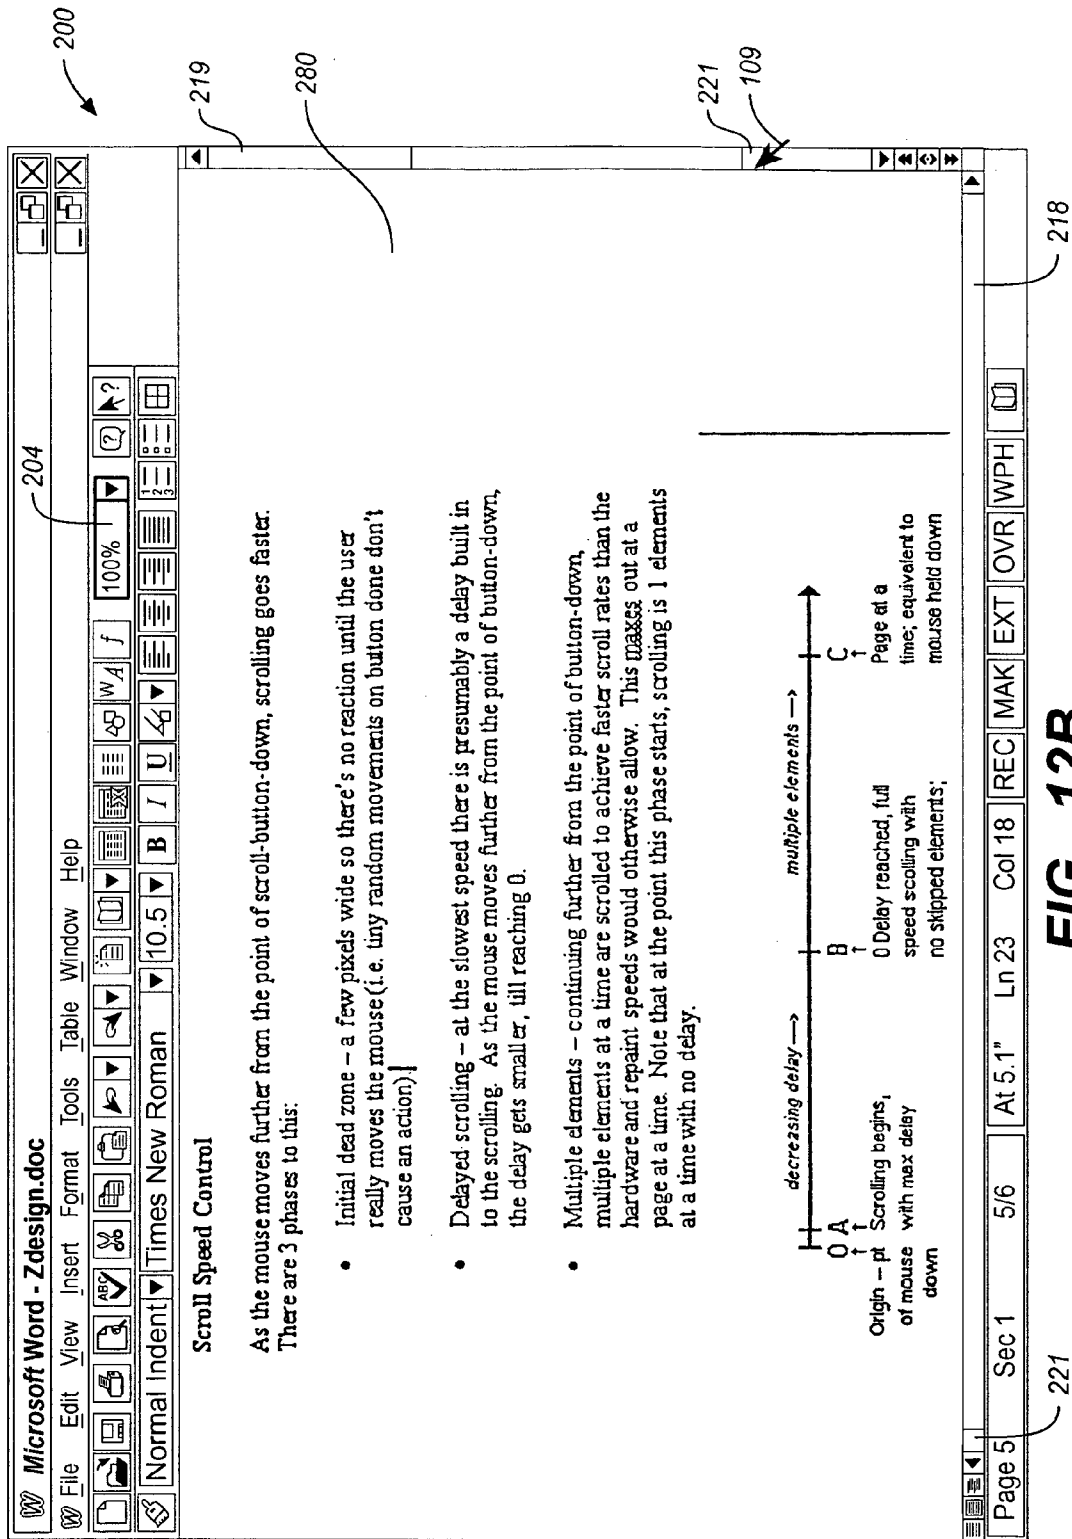 200
W Microsoft Word - Zdesign.doc
W File Edit View Insert Format Tools Table Window Help
204
ABC W A f 100% ?
Normal Indent Times New Roman 10.5 B I U 1 2 3
219
280
Scroll Speed Control
As the mouse moves further from the point of scroll-button-down, scrolling goes faster.
There are 3 phases to this:
• Initial dead zone – a few pixels wide so there's no reaction until the user
really moves the mouse (i.e. tiny random movements on button done don't
cause an action).
• Delayed scrolling – at the slowest speed there is presumably a delay built in
to the scrolling. As the mouse moves further from the point of button-down,
the delay gets smaller, till reaching 0.
• Multiple elements – continuing further from the point of button-down,
multiple elements at a time are scrolled to achieve faster scroll rates than the
hardware and repaint speeds would otherwise allow. This maxes out at a
page at a time. Note that at the point this phase starts, scrolling is 1 elements
at a time with no delay.
221
109
decreasing delay —> multiple elements —>
O A B C
Origin – pt
of mouse
down
Scrolling begins,
with max delay
0 Delay reached, full
speed scolling with
no skipped elements;
Page at a
time; equivalent to
mouse held down
Page 5 Sec 1 5/6 At 5.1" Ln 23 Col 18 REC MAK EXT OVR WPH
221
218
FIG. 12B